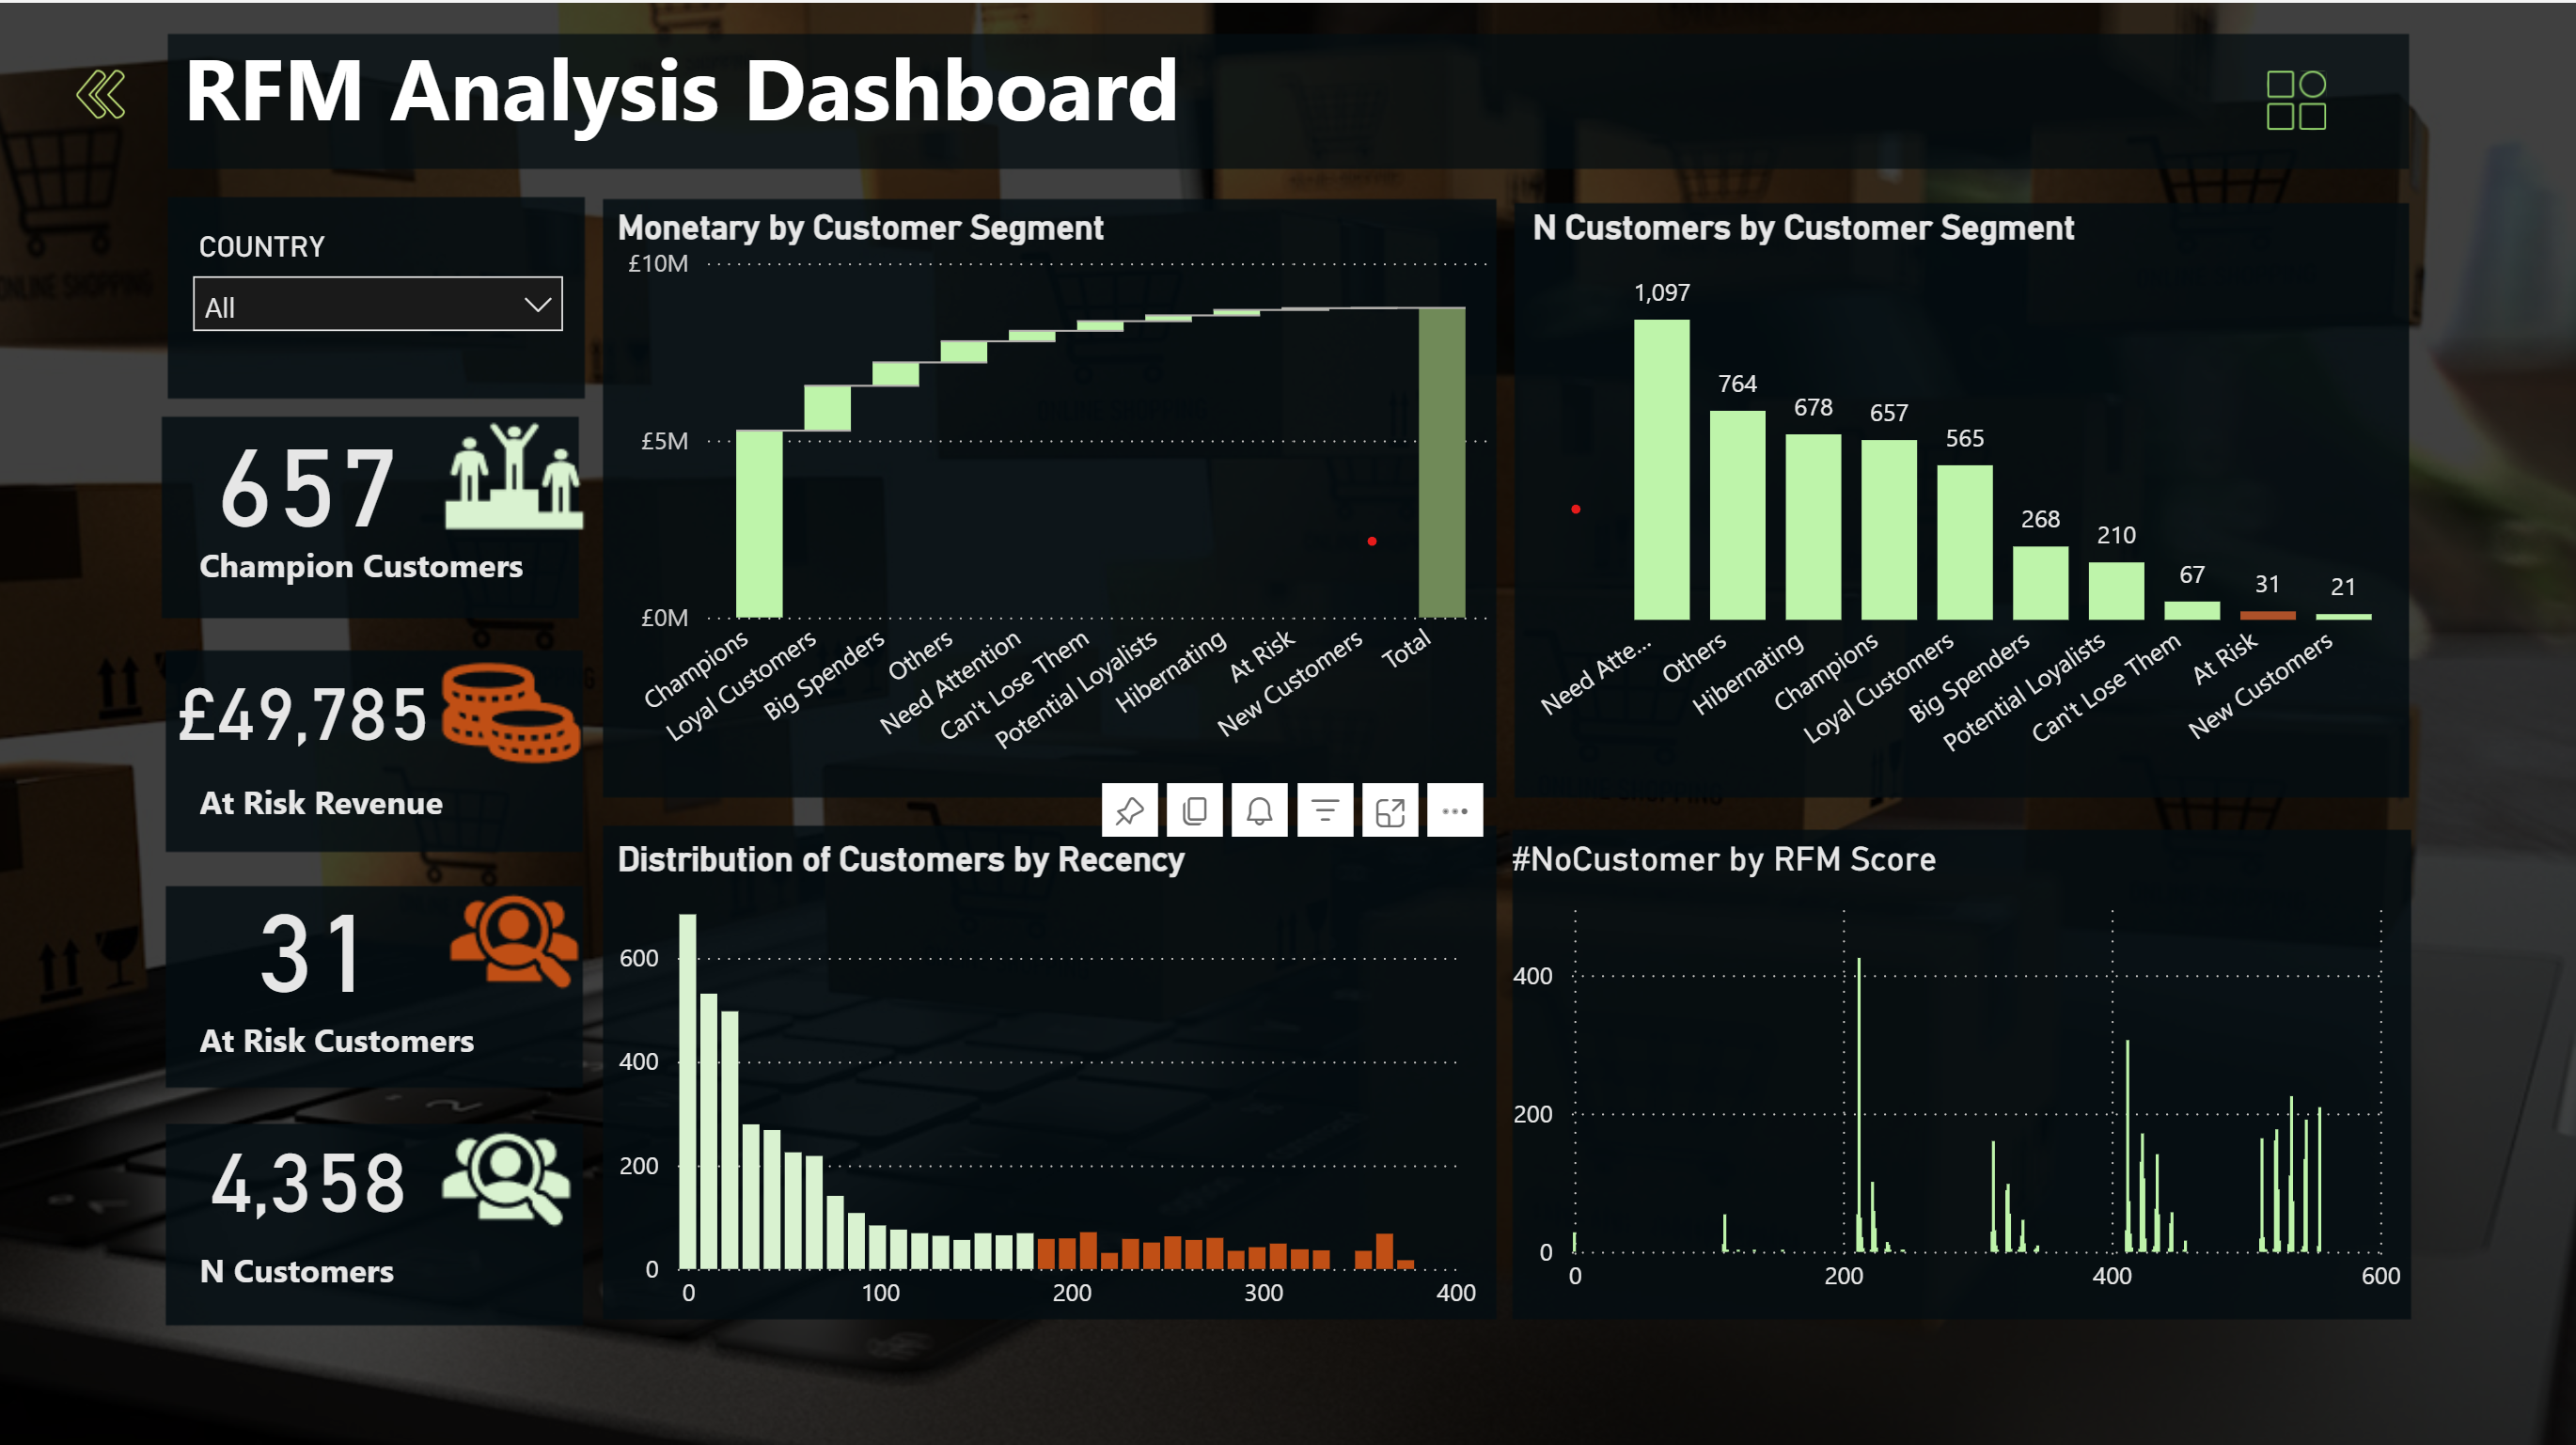 RFM Analysis Dashboard
COUNTRY
All
657
Champion Customers
£49,785
At Risk Revenue
31
At Risk Customers
4,358
N Customers
Monetary by Customer Segment
£10M
£5M
£0M
Champions
Loyal Customers
Big Spenders
Others
Need Attention
Can't Lose Them
Potential Loyalists
Hibernating
At Risk
New Customers
Total
N Customers by Customer Segment
1,097
764
678
657
565
268
210
67
31
21
Need Atte...
Others
Hibernating
Champions
Loyal Customers
Big Spenders
Potential Loyalists
Can't Lose Them
At Risk
New Customers
Distribution of Customers by Recency
600
400
200
0
0 100 200 300 400
#NoCustomer by RFM Score
400
200
0
0 200 400 600
ONLINE SHOPPING